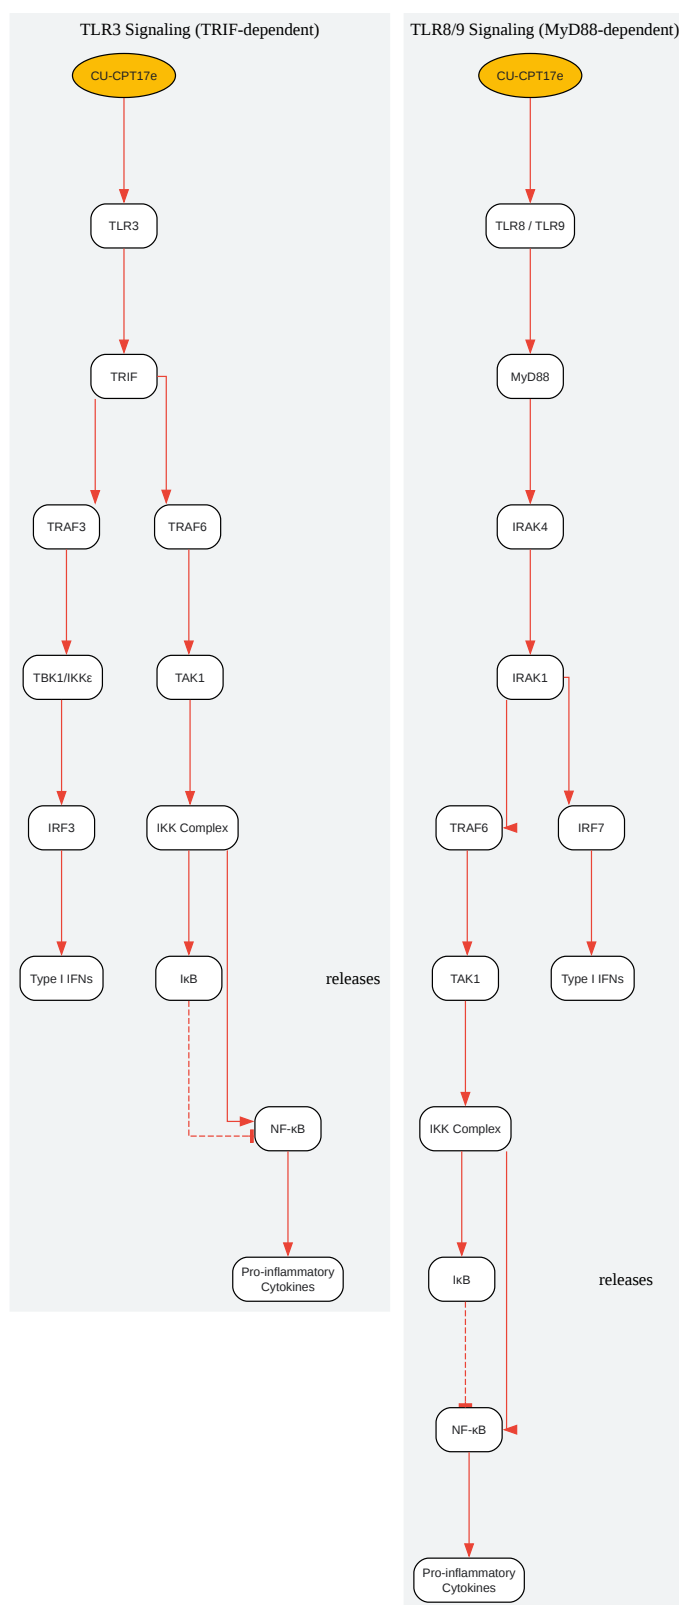 TLR3 Signaling (TRIF-dependent)
CU-CPT17e
TLR3
TRIF
TRAF3
TRAF6
TBK1/IKKε
TAK1
IRF3
IKK Complex
Type I IFNs
IκB
releases
NF-κB
Pro-inflammatory
Cytokines
TLR8/9 Signaling (MyD88-dependent)
CU-CPT17e
TLR8 / TLR9
MyD88
IRAK4
IRAK1
TRAF6
IRF7
TAK1
Type I IFNs
IKK Complex
IκB
releases
NF-κB
Pro-inflammatory
Cytokines